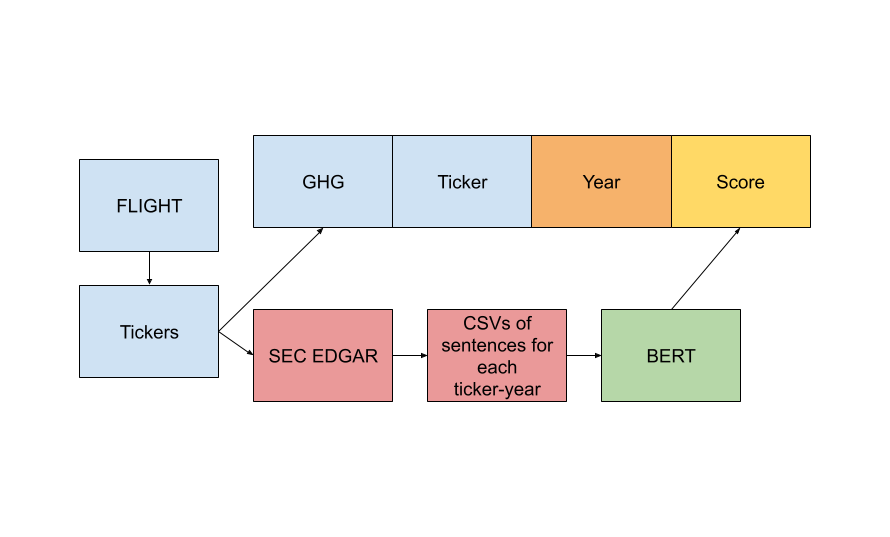 FLIGHT
GHG
Ticker
Year
Score
Tickers
SEC EDGAR
CSVs of
sentences for
each
ticker-year
BERT